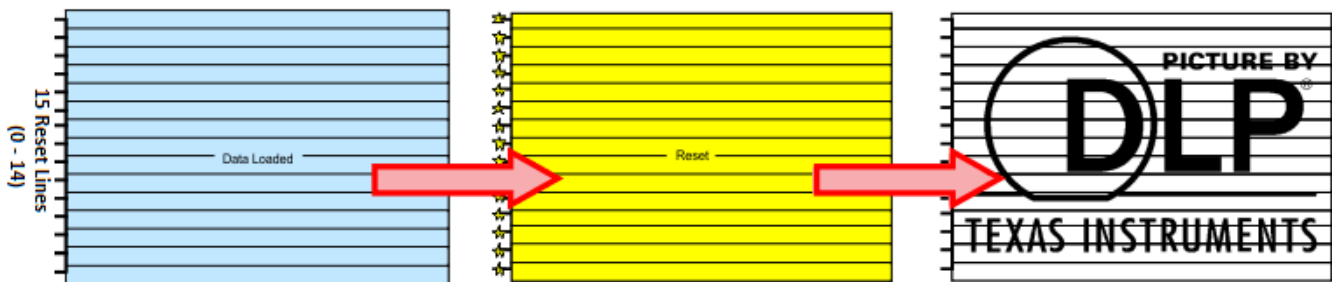 15 Reset Lines
(0 - 14)
Data Loaded
Reset
PICTURE BY
DLP®
TEXAS INSTRUMENTS